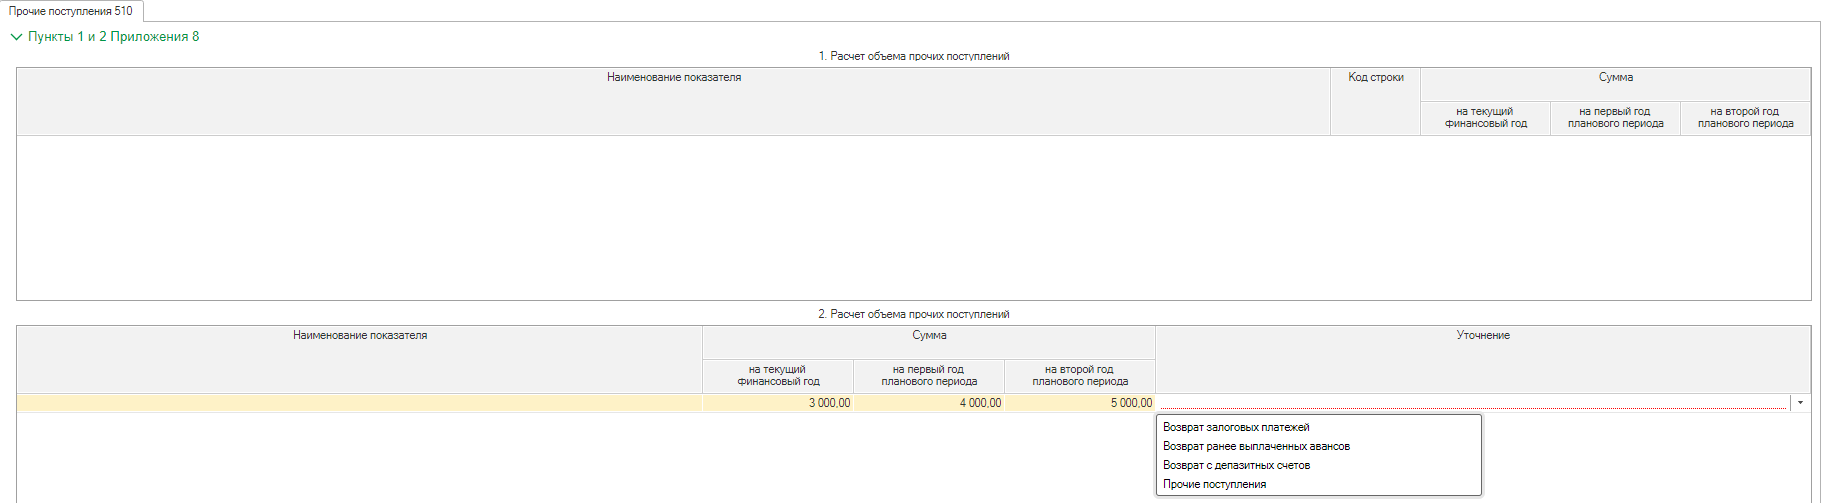 Прочие поступления 510
Пункты 1 и 2 Приложения 8
1. Расчет объема прочих поступлений
Наименование показателя
Код строки
Сумма
на текущий
финансовый год
на первый год
планового периода
на второй год
планового периода
2. Расчет объема прочих поступлений
Наименование показателя
Сумма
Уточнение
на текущий
финансовый год
на первый год
планового периода
на второй год
планового периода
3 000,00
4 000,00
5 000,00
Возврат залоговых платежей
Возврат ранее выплаченных авансов
Возврат с депазитных счетов
Прочие поступления